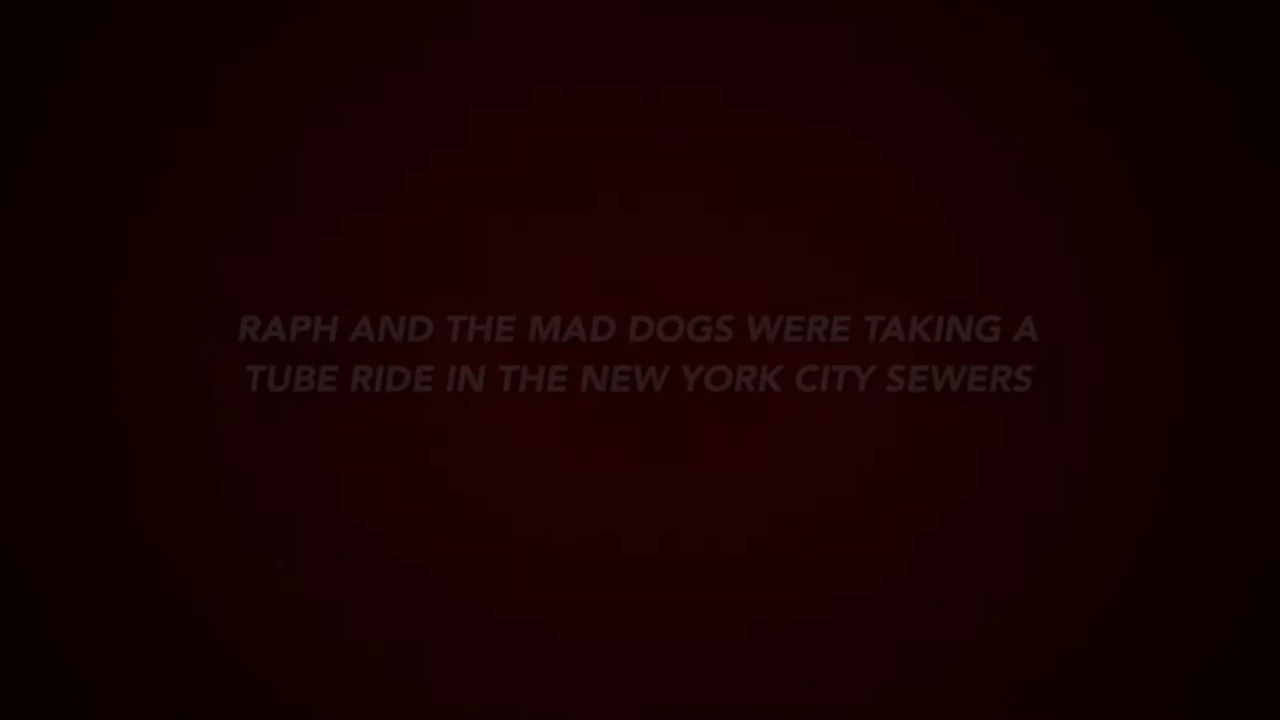 RAPH AND THE MAD DOGS WERE TAKING A
TUBE RIDE IN THE NEW YORK CITY SEWERS